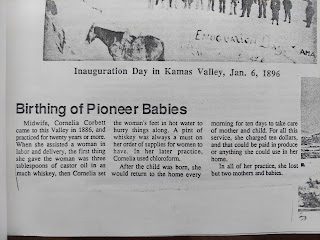 Inauguration Day
AMA
Inauguration Day in Kamas Valley, Jan. 6, 1896
Birthing of Pioneer Babies
Midwife, Cornelia Corbett
came to this Valley in 1886, and
practiced for twenty years or more.
When she assisted a woman in
labor and delivery, the first thing
she gave the woman was three
tablespoons of castor oil in as
much whiskey, then Cornelia set
the woman's feet in hot water to
hurry things along. A pint of
whiskey was always a must on
her order of supplies for women to
have. In her later practice,
Cornelia used chloroform.
After the child was born, she
would return to the home every
morning for ten days to take care
of mother and child. For all this
service, she charged ten dollars,
and that could be paid in produce
or anything she could use in her
home.
In all of her practice, she lost
but two mothers and babies.